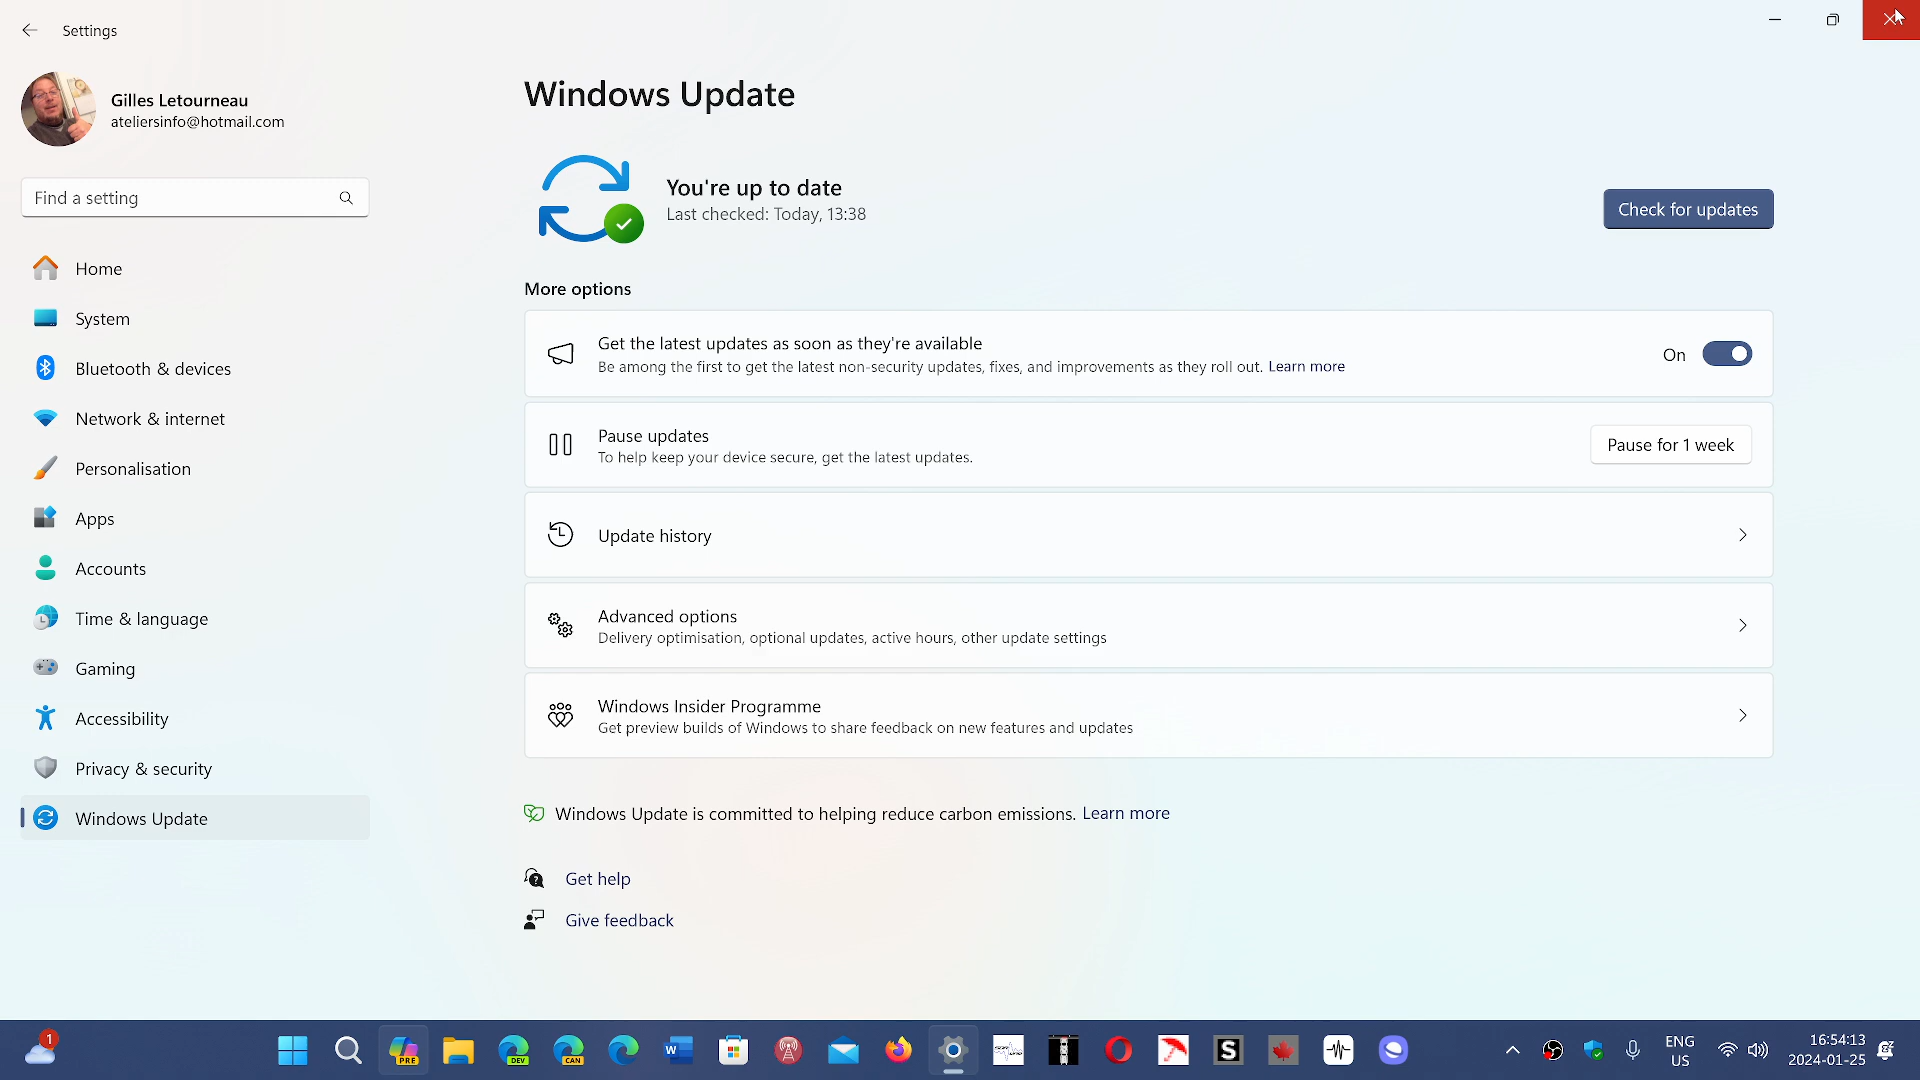 Settings
Gilles Letourneau
ateliersinfo@hotmail.com
Find a setting
Home
System
Bluetooth & devices
Network & internet
Personalisation
Apps
Accounts
Time & language
Gaming
Accessibility
Privacy & security
Windows Update
Windows Update
You're up to date
Last checked: Today, 13:38
Check for updates
More options
Get the latest updates as soon as they're available
Be among the first to get the latest non-security updates, fixes, and improvements as they roll out. Learn more
On
Pause updates
To help keep your device secure, get the latest updates.
Pause for 1 week
Update history
Advanced options
Delivery optimisation, optional updates, active hours, other update settings
Windows Insider Programme
Get preview builds of Windows to share feedback on new features and updates
Windows Update is committed to helping reduce carbon emissions. Learn more
Get help
Give feedback
1
PRE
DEV
CAN
W
S
ENG
US
16:54:13
2024-01-25